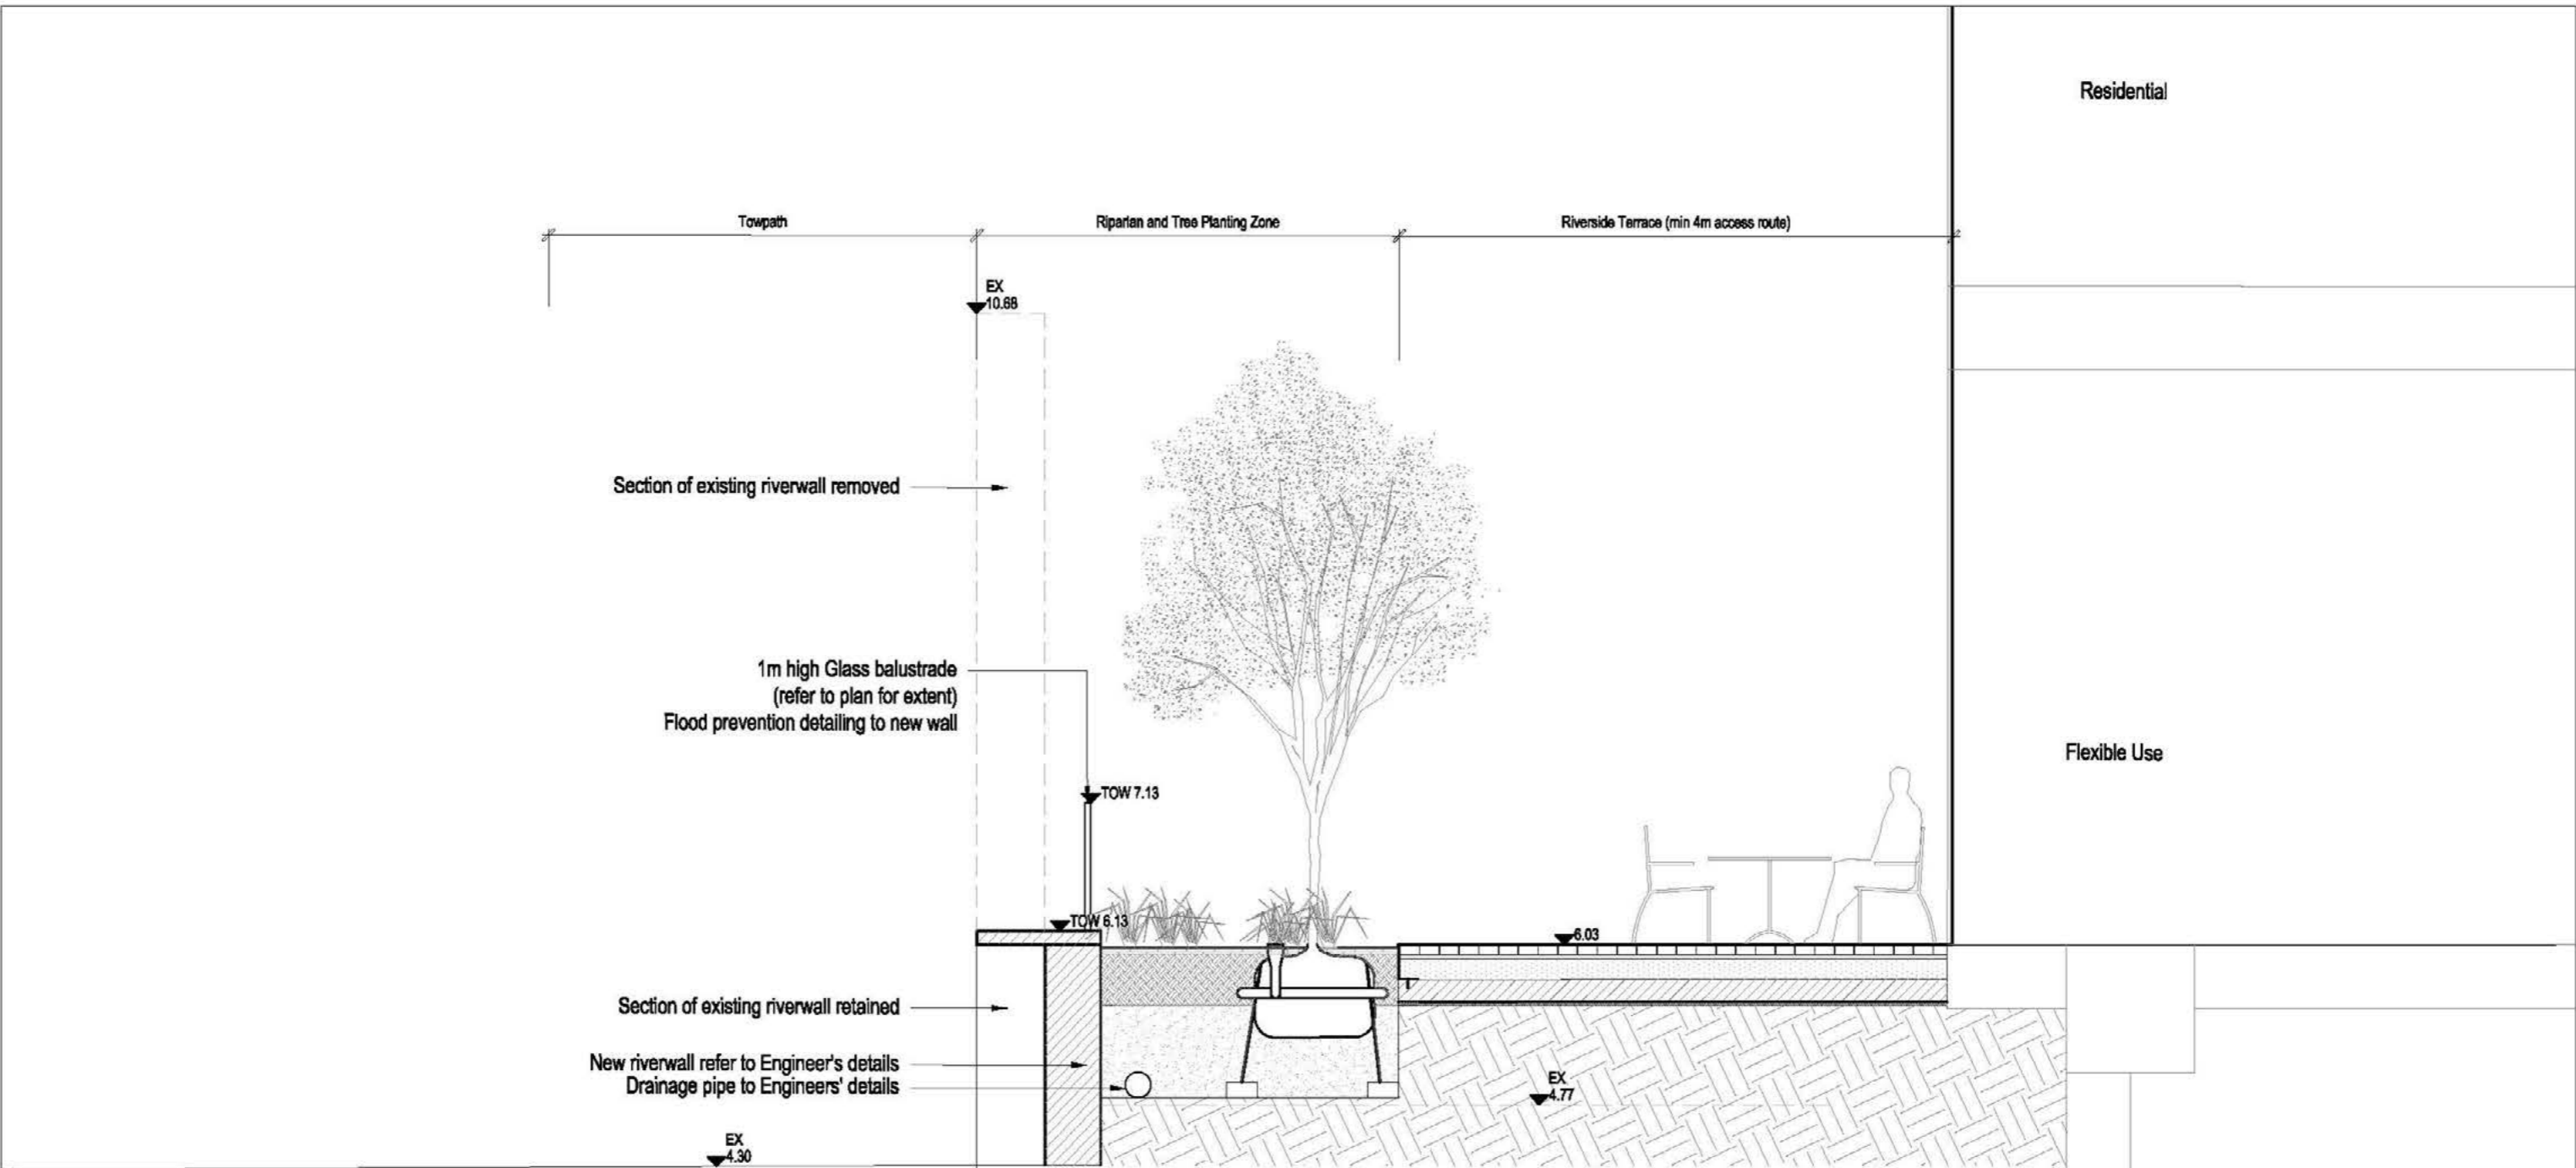 Residential
Towpath
Riparian and Tree Planting Zone
Riverside Terrace (min 4m access route)
EX
10.68
Section of existing riverwall removed
1m high Glass balustrade
(refer to plan for extent)
Flood prevention detailing to new wall
Flexible Use
TOW 7.13
TOW 6.13
6.03
Section of existing riverwall retained
New riverwall refer to Engineer's details
Drainage pipe to Engineers' details
EX
4.77
EX
4.30